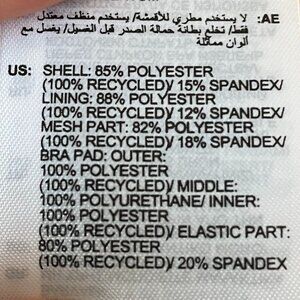 AE: لا يستخدم مطري للأقمشة/ يستخدم منظف معتدل
فقط/ تخلع بطانة حمالة الصدر قبل الغسيل/ يغسل مع
ألوان مماثلة
US: SHELL: 85% POLYESTER
(100% RECYCLED)/ 15% SPANDEX/
LINING: 88% POLYESTER
(100% RECYCLED)/ 12% SPANDEX/
MESH PART: 82% POLYESTER
(100% RECYCLED)/ 18% SPANDEX/
BRA PAD: OUTER:
100% POLYESTER
(100% RECYCLED)/ MIDDLE:
100% POLYURETHANE/ INNER:
100% POLYESTER
(100% RECYCLED)/ ELASTIC PART:
80% POLYESTER
(100% RECYCLED)/ 20% SPANDEX